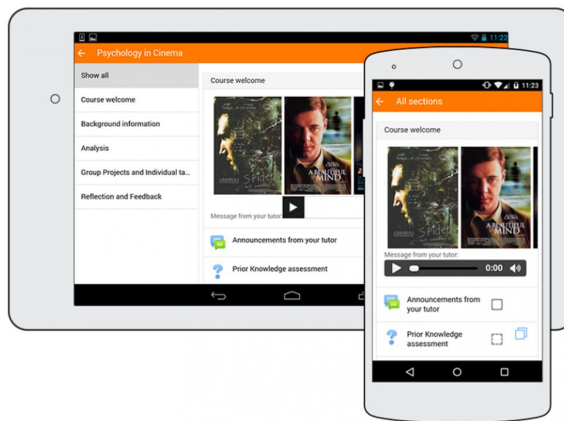 11:22
Psychology in Cinema
Show all
Course welcome
Background information
Analysis
Group Projects and Individual ta..
Reflection and Feedback
Course welcome
Spider
A BEAUTIFUL
MIND
Message from your tutor:
Announcements from your tutor
Prior Knowledge assessment
11:23
All sections
Course welcome
Spider
A BEAUTIFUL
MIND
Message from your tutor:
0:00
Announcements from
your tutor
Prior Knowledge
assessment